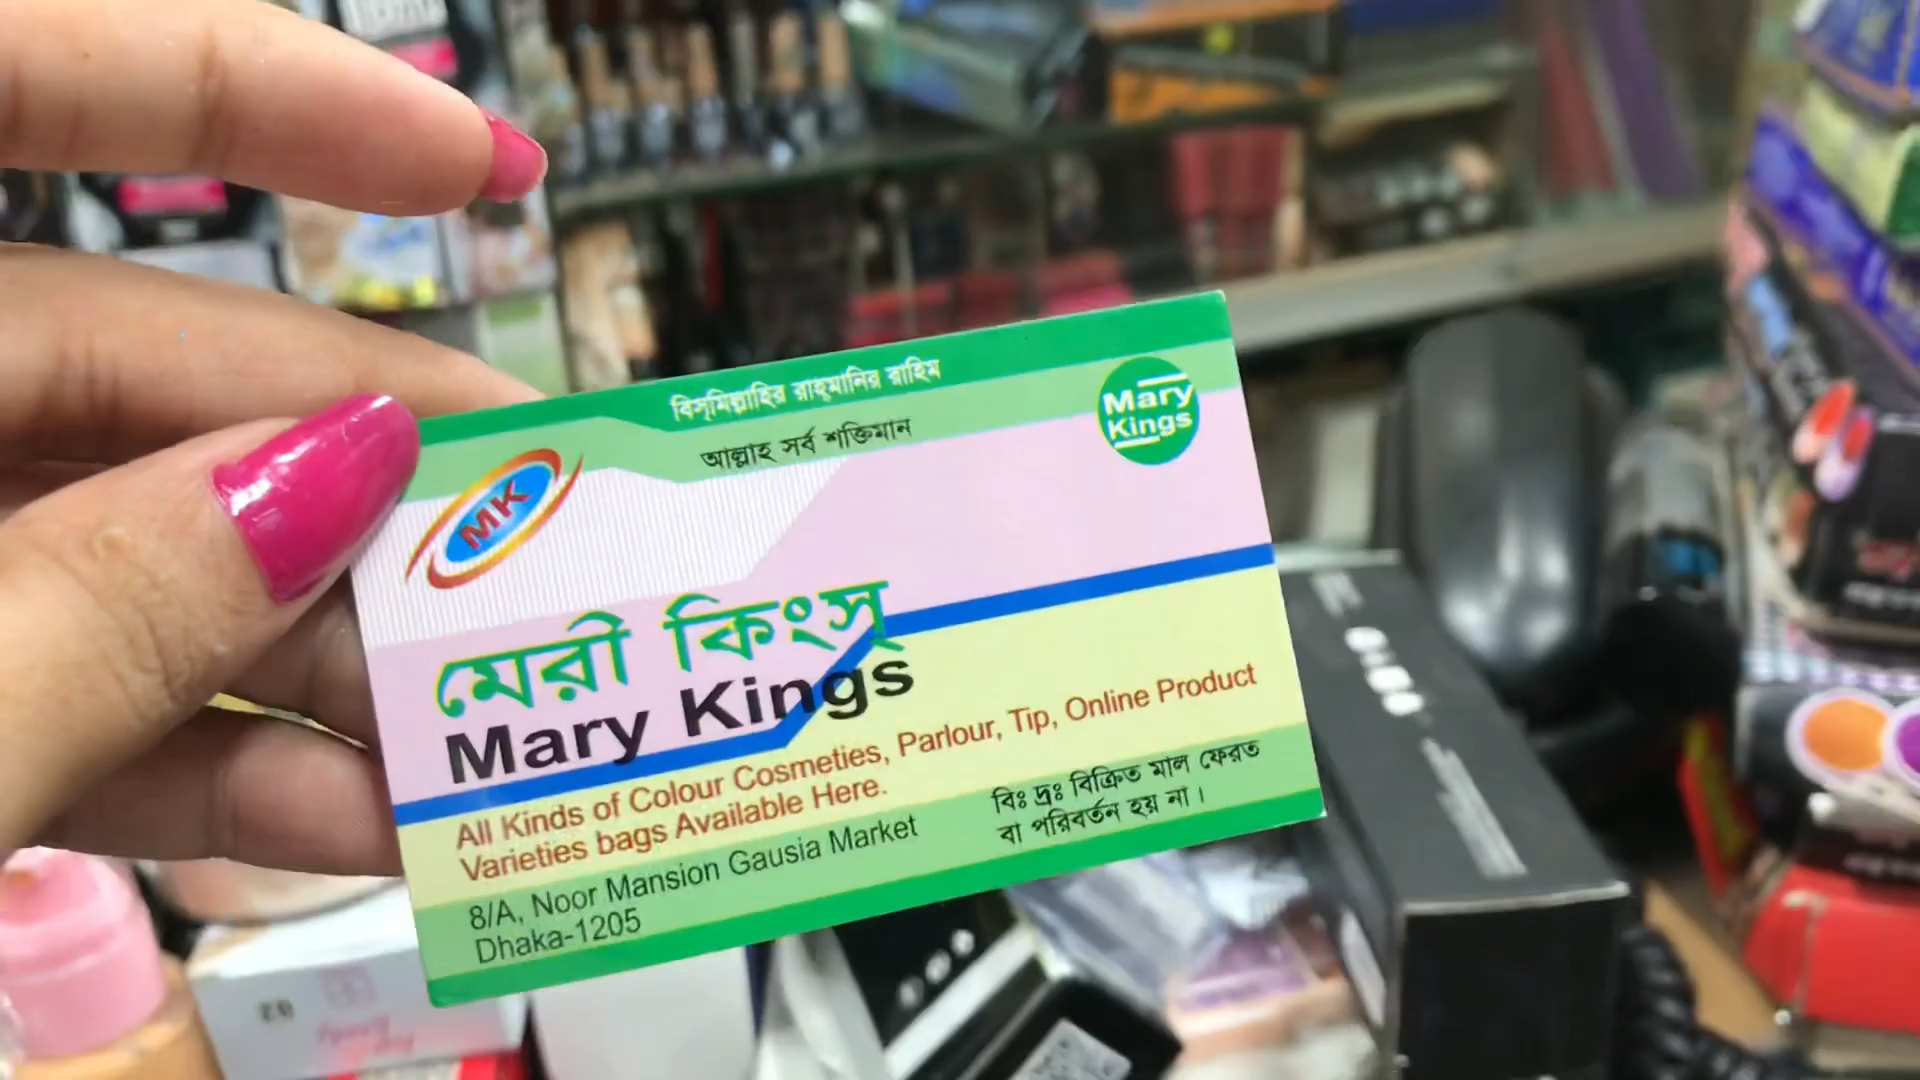 বিস্‌মিল্লাহির রাহ্‌মানির রাহিম
আল্লাহ সর্ব শক্তিমান
Mary
Kings
MK
মেরী কিংস্
Mary Kings
All Kinds of Colour Cosmeties, Parlour, Tip, Online Product
Varieties bags Available Here.
8/A, Noor Mansion Gausia Market
Dhaka-1205
বিঃ দ্রঃ বিক্রিত মাল ফেরত
বা পরিবর্তন হয় না।